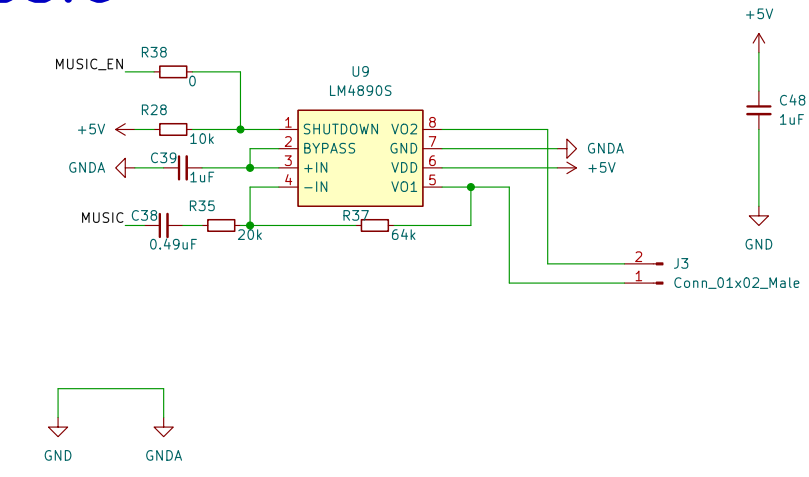 +5V
R38
MUSIC_EN
0
U9
LM4890S
C48
1uF
R28
+5V
10k
1 SHUTDOWN VO2 8
2 BYPASS GND 7
3 +IN VDD 6
4 −IN VO1 5
GNDA
+5V
GNDA
C39
1uF
MUSIC
C38
0.49uF
R35
20k
R37
64k
GND
2 J3
1 Conn_01x02_Male
GND
GNDA